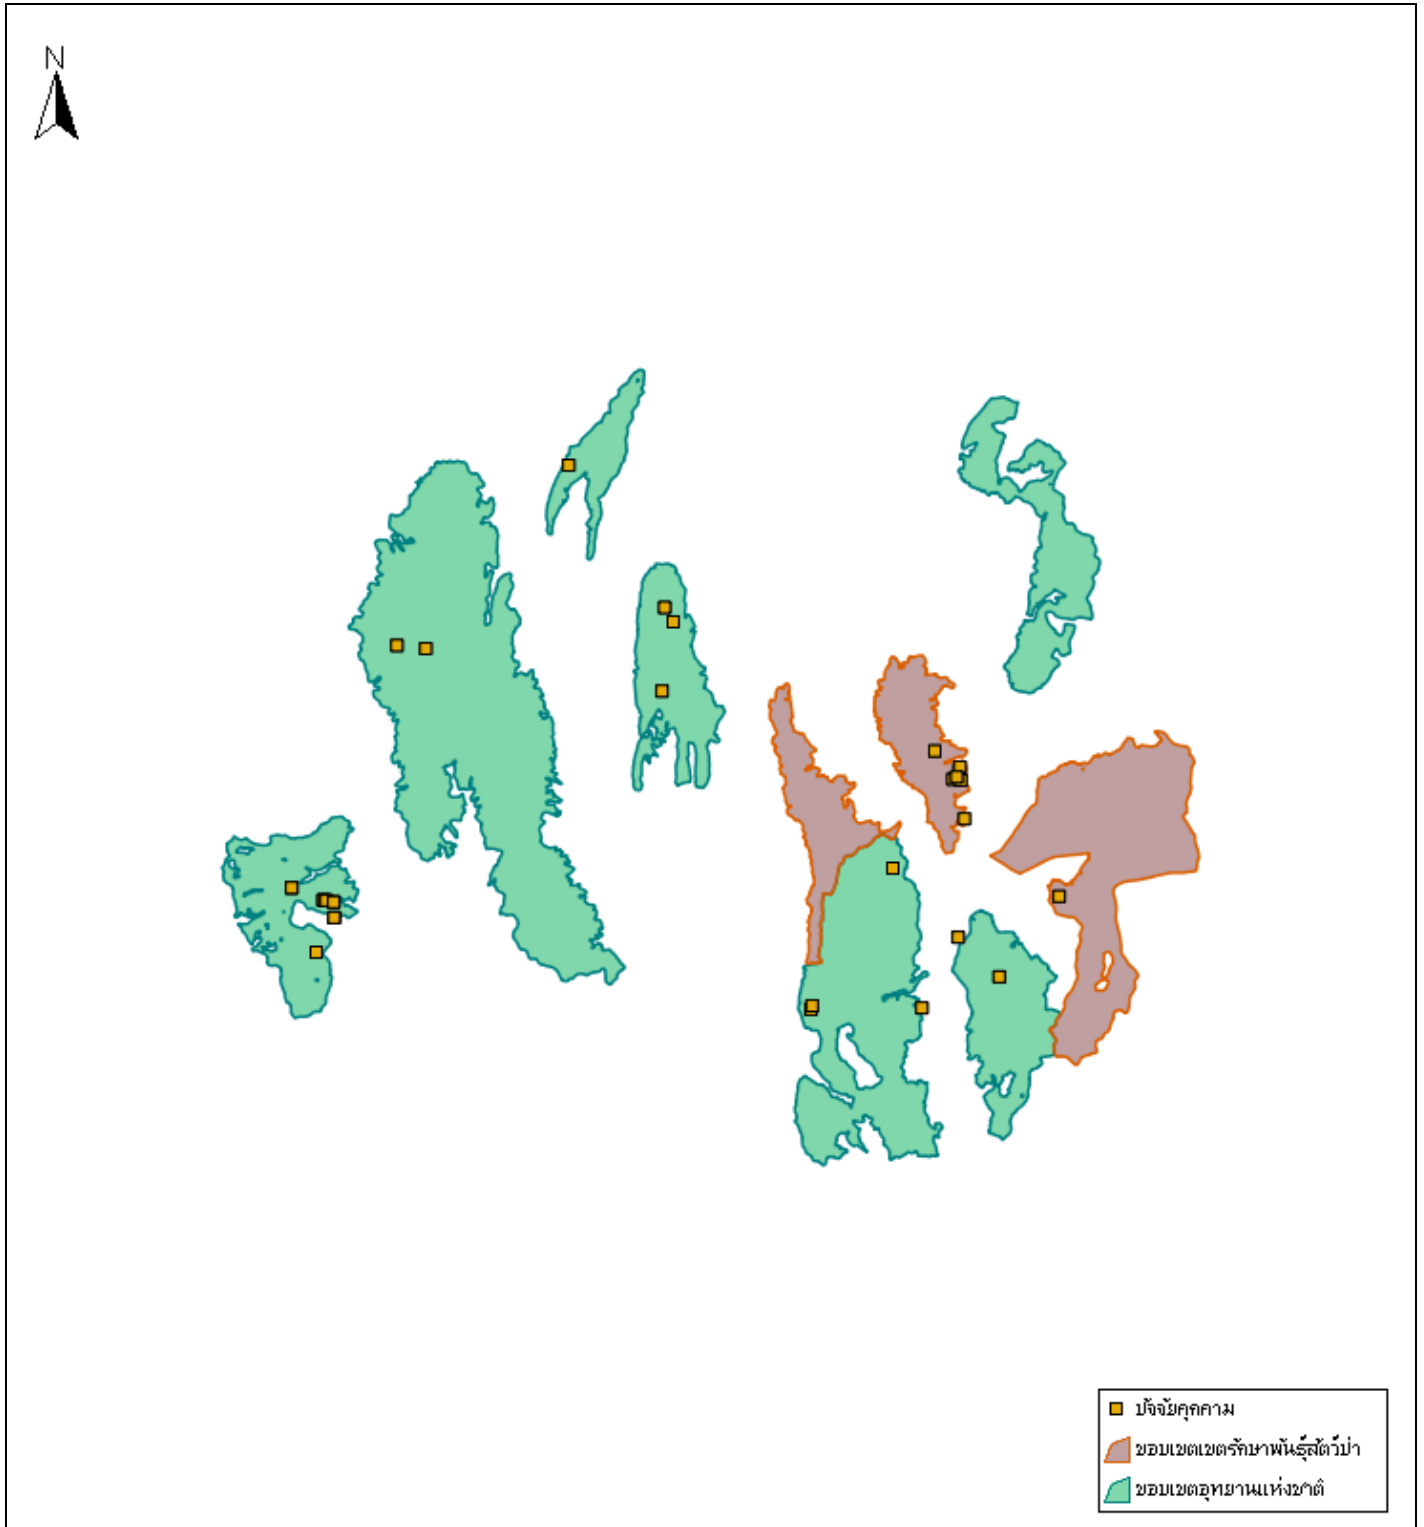 N
ปัจจัยคุกคาม
ขอบเขตเขตรักษาพันธุ์สัตว์ป่า
ขอบเขตอุทยานแห่งชาติ